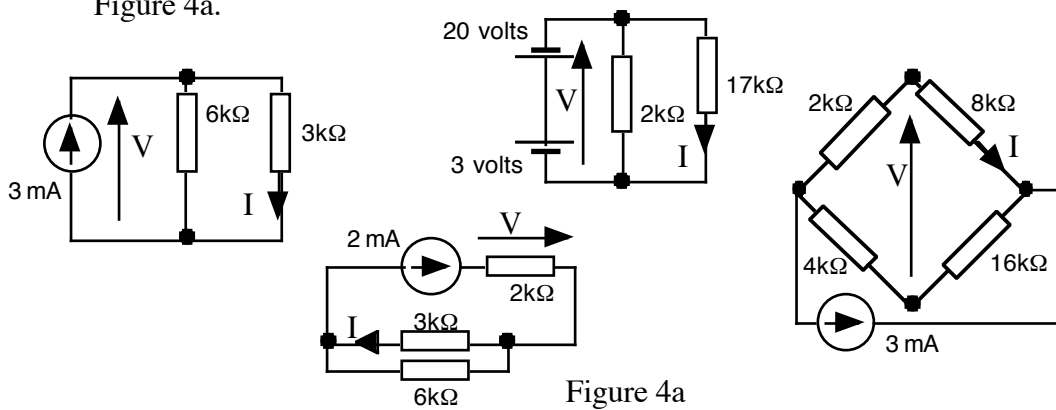 Figure 4a.
20 volts
V
2kΩ
17kΩ
I
3 volts
6kΩ
3kΩ
V
I
3 mA
2kΩ
8kΩ
I
V
4kΩ
16kΩ
3 mA
V
2 mA
2kΩ
I
3kΩ
6kΩ
Figure 4a